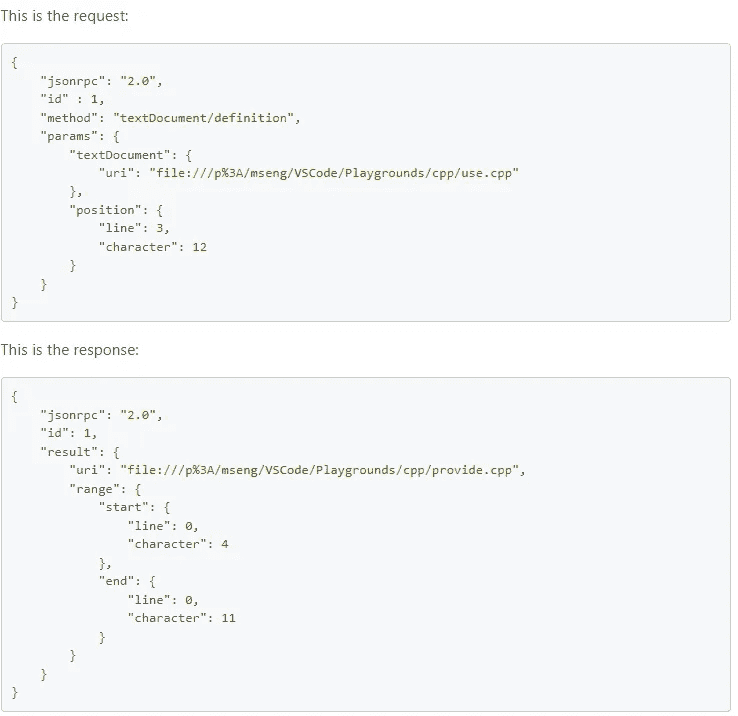 This is the request:
{
    "jsonrpc": "2.0",
    "id" : 1,
    "method": "textDocument/definition",
    "params": {
        "textDocument": {
            "uri": "file:///p%3A/mseng/VSCode/Playgrounds/cpp/use.cpp"
        },
        "position": {
            "line": 3,
            "character": 12
        }
    }
}
This is the response:
{
    "jsonrpc": "2.0",
    "id": 1,
    "result": {
        "uri": "file:///p%3A/mseng/VSCode/Playgrounds/cpp/provide.cpp",
        "range": {
            "start": {
                "line": 0,
                "character": 4
            },
            "end": {
                "line": 0,
                "character": 11
            }
        }
    }
}